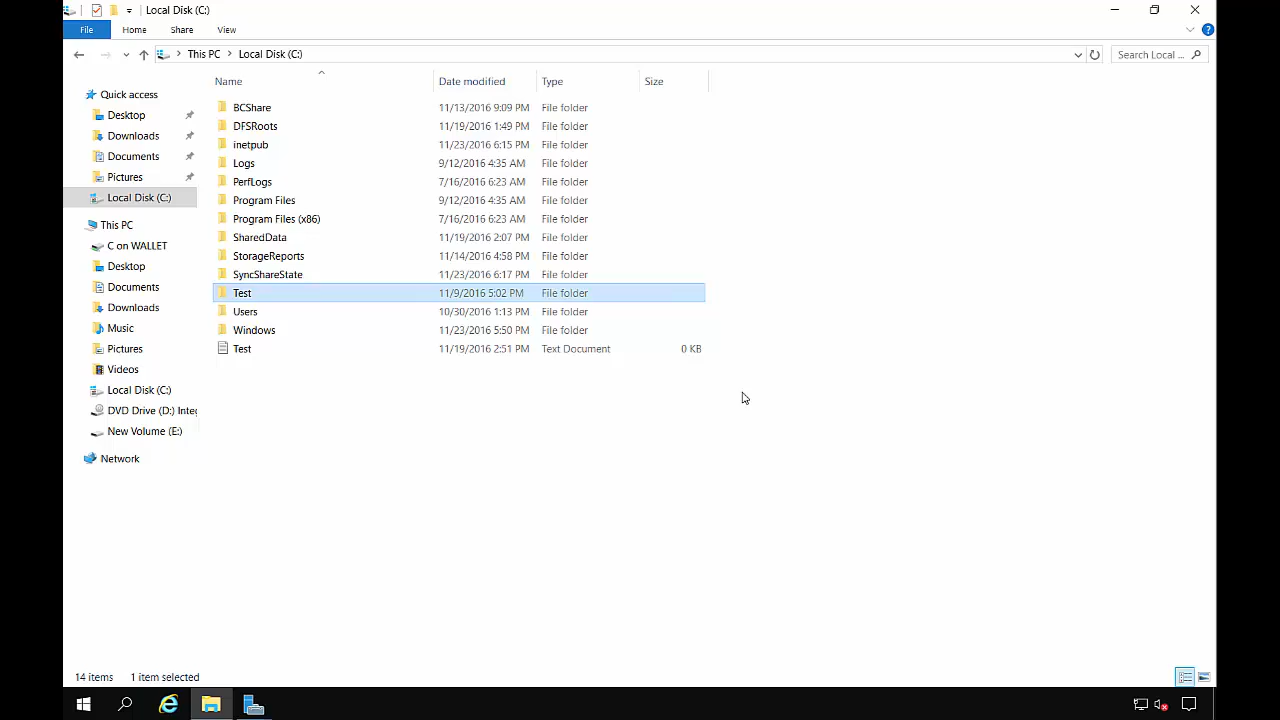 Local Disk (C:)
File Home Share View
This PC Local Disk (C:) Search Local ...
Name Date modified Type Size
Quick access
Desktop
Downloads
Documents
Pictures
Local Disk (C:)
This PC
C on WALLET
Desktop
Documents
Downloads
Music
Pictures
Videos
Local Disk (C:)
DVD Drive (D:) Integ
New Volume (E:)
Network
BCShare 11/13/2016 9:09 PM File folder
DFSRoots 11/19/2016 1:49 PM File folder
inetpub 11/23/2016 6:15 PM File folder
Logs 9/12/2016 4:35 AM File folder
PerfLogs 7/16/2016 6:23 AM File folder
Program Files 9/12/2016 4:35 AM File folder
Program Files (x86) 7/16/2016 6:23 AM File folder
SharedData 11/19/2016 2:07 PM File folder
StorageReports 11/14/2016 4:58 PM File folder
SyncShareState 11/23/2016 6:17 PM File folder
Test 11/9/2016 5:02 PM File folder
Users 10/30/2016 1:13 PM File folder
Windows 11/23/2016 5:50 PM File folder
Test 11/19/2016 2:51 PM Text Document 0 KB
14 items 1 item selected